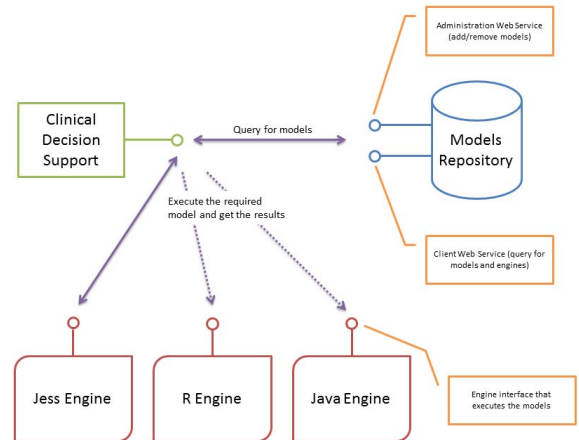 Administration Web Service
(add/remove models)
Clinical
Decision
Support
Query for models
Models
Repository
Execute the required
model and get the results
Client Web Service (query for
models and engines)
Jess Engine
R Engine
Java Engine
Engine interface that
executes the models